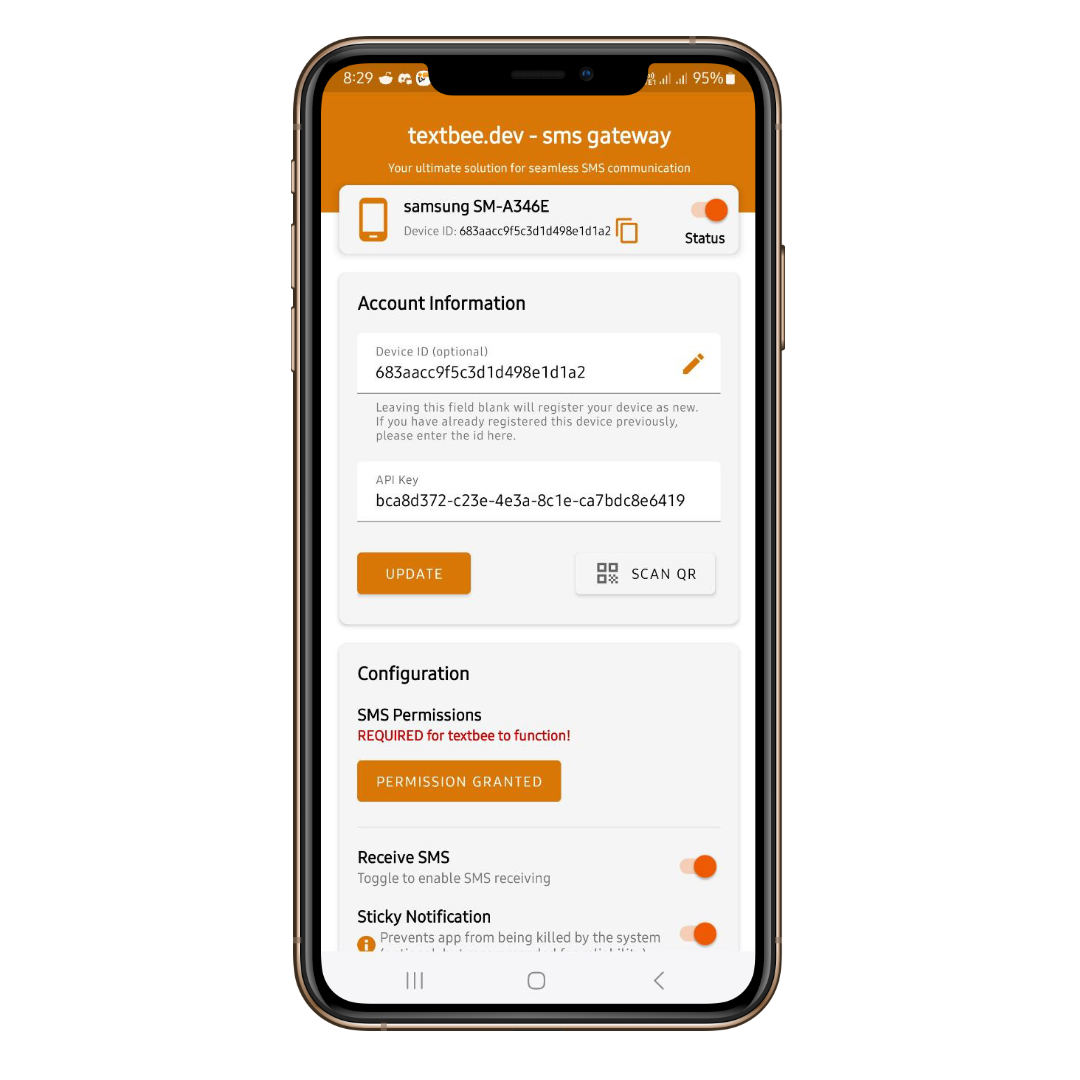 8:29
95%
textbee.dev - sms gateway
Your ultimate solution for seamless SMS communication
samsung SM-A346E
Device ID: 683aacc9f5c3d1d498e1d1a2
Status
Account Information
Device ID (optional)
683aacc9f5c3d1d498e1d1a2
Leaving this field blank will register your device as new.
If you have already registered this device previously,
please enter the id here.
API Key
bca8d372-c23e-4e3a-8c1e-ca7bdc8e6419
UPDATE
SCAN QR
Configuration
SMS Permissions
REQUIRED for textbee to function!
PERMISSION GRANTED
Receive SMS
Toggle to enable SMS receiving
Sticky Notification
Prevents app from being killed by the system